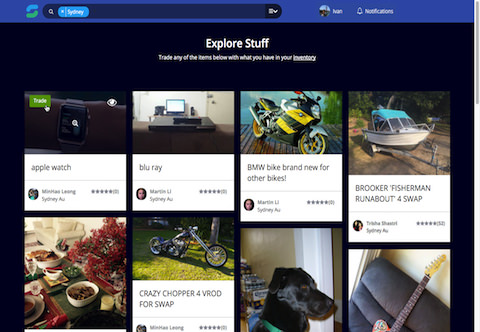 Sydney
Ivan
Notifications
Explore Stuff
Trade any of the items below with what you have in your Inventory
Trade
apple watch
MinHao Leong
(0)
Sydney Au
blu ray
Martin Li
(0)
Sydney Au
BMW bike brand new for
other bikes!
Martin Li
(0)
Sydney Au
BROOKER 'FISHERMAN
RUNABOUT' 4 SWAP
Trisha Shastri
(52)
Sydney Au
CRAZY CHOPPER 4 VROD
FOR SWAP
MinHao Leong
(0)
Sydney Au